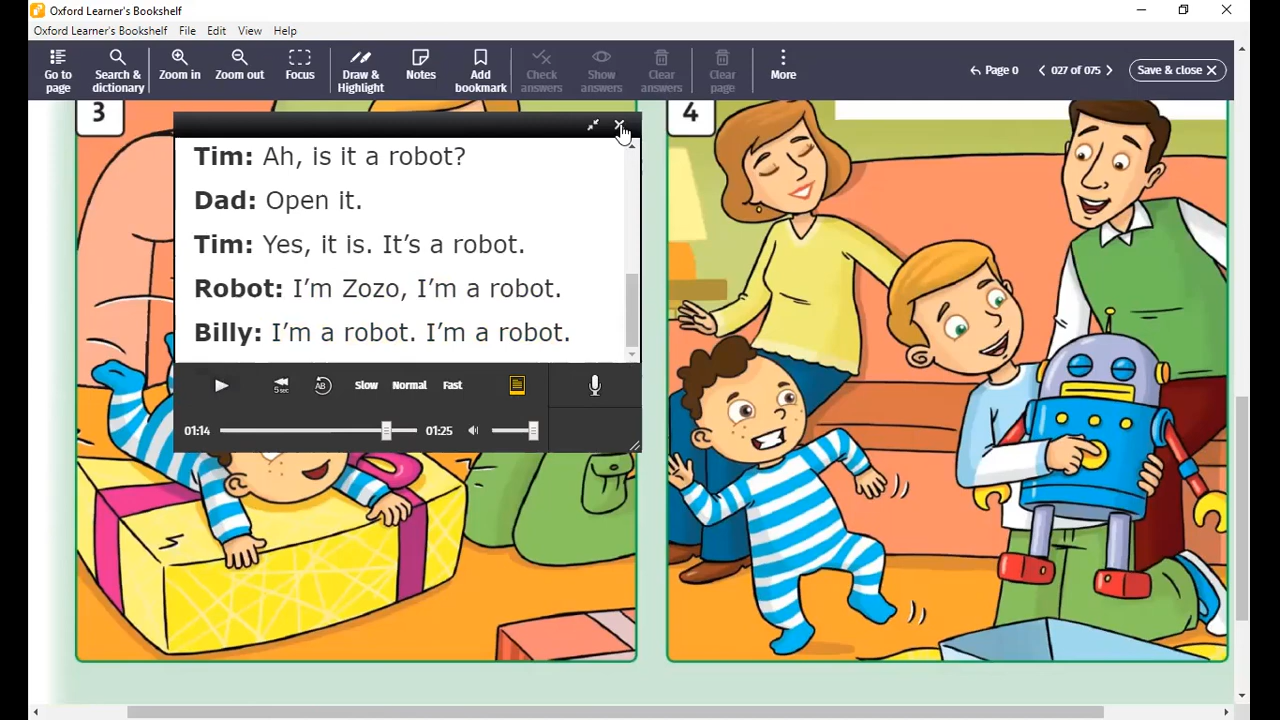 Oxford Learner's Bookshelf
Oxford Learner's Bookshelf File Edit View Help
Go to page
Search & dictionary
Zoom in
Zoom out
Focus
Draw & Highlight
Notes
Add bookmark
Check answers
Show answers
Clear answers
Clear page
More
Page 0
027 of 075
Save & close
3
4
Tim: Ah, is it a robot?
Dad: Open it.
Tim: Yes, it is. It's a robot.
Robot: I'm Zozo, I'm a robot.
Billy: I'm a robot. I'm a robot.
5 sec
AB
Slow
Normal
Fast
01:14
01:25